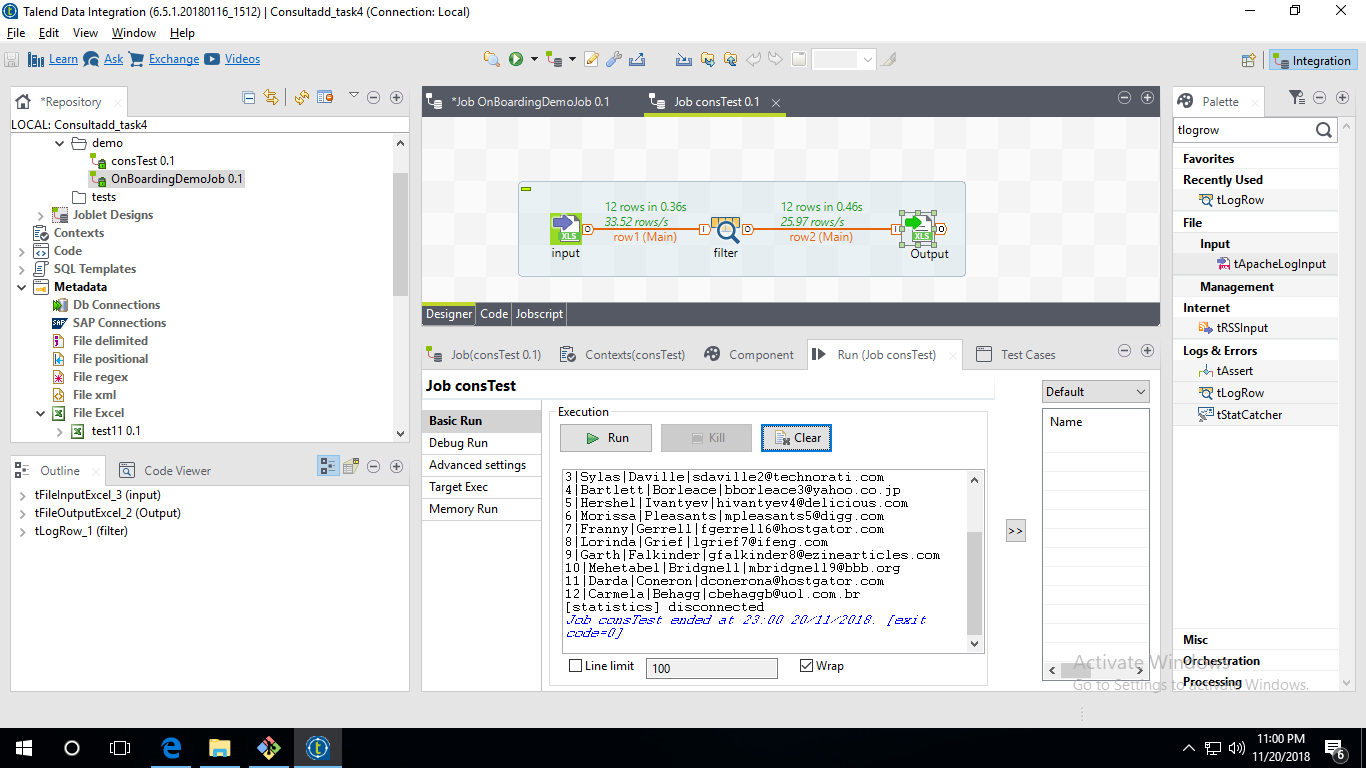 Talend Data Integration (6.5.1.20180116_1512) | Consultadd_task4 (Connection: Local)
File Edit View Window Help
Learn Ask Exchange Videos
Integration
*Repository
LOCAL: Consultadd_task4
demo
consTest 0.1
OnBoardingDemoJob 0.1
tests
Joblet Designs
Contexts
Code
SQL Templates
Metadata
Db Connections
SAP
SAP Connections
File delimited
File positional
File regex
File xml
File Excel
test11 0.1
Outline
Code Viewer
tFileInputExcel_3 (input)
tFileOutputExcel_2 (Output)
tLogRow_1 (filter)
*Job OnBoardingDemoJob 0.1
Job consTest 0.1
12 rows in 0.36s
33.52 rows/s
row1 (Main)
12 rows in 0.46s
25.97 rows/s
row2 (Main)
XLS
O
I
O
I
XLS
O
input
filter
Output
Designer Code Jobscript
Job(consTest 0.1)
Contexts(consTest)
Component
Run (Job consTest)
Test Cases
Job consTest
Basic Run
Debug Run
Advanced settings
Target Exec
Memory Run
Execution
Run
Kill
Clear
3|Sylas|Daville|sdaville2@technorati.com
4|Bartlett|Borleace|bborleace3@yahoo.co.jp
5|Hershel|Ivantyev|hivantyev4@delicious.com
6|Morissa|Pleasants|mpleasants5@digg.com
7|Franny|Gerrell|fgerrell6@hostgator.com
8|Lorinda|Grief|lgrief7@ifeng.com
9|Garth|Falkinder|gfalkinder8@ezinearticles.com
10|Mehetabel|Bridgnell|mbridgnell9@bbb.org
11|Darda|Coneron|dconerona@hostgator.com
12|Carmela|Behagg|cbehaggb@uol.com.br
[statistics] disconnected
Job consTest ended at 23:00 20/11/2018. [exit
code=0]
Line limit
100
Wrap
>>
Default
Name
Palette
tlogrow
Favorites
Recently Used
tLogRow
File
Input
tApacheLogInput
Management
Internet
tRSSInput
Logs & Errors
tAssert
tLogRow
tStatCatcher
Misc
Orchestration
Processing
Activate Windows
Go to Settings to activate Windows.
11:00 PM
11/20/2018
6